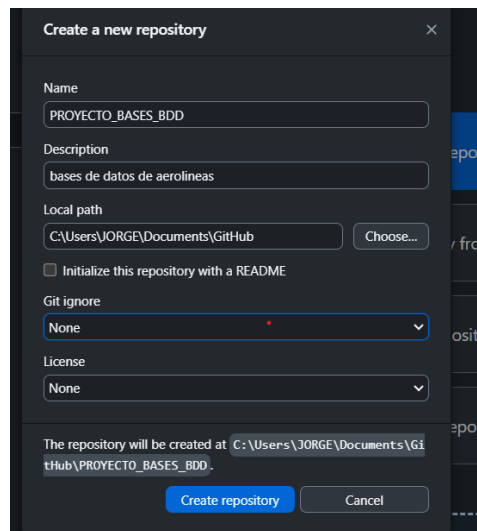 Create a new repository
Name
PROYECTO_BASES_BDD
Description
bases de datos de aerolineas
Local path
C:\Users\JORGE\Documents\GitHub
Choose...
Initialize this repository with a README
Git ignore
None
License
None
The repository will be created at C:\Users\JORGE\Documents\Gi
tHub\PROYECTO_BASES_BDD.
Create repository
Cancel